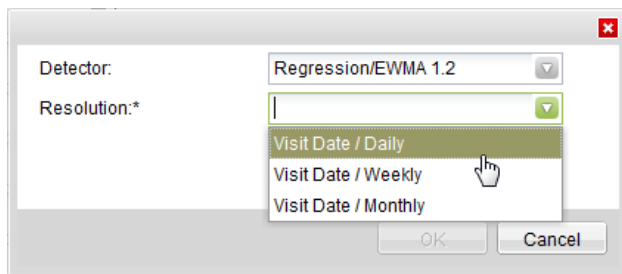 Detector:
Regression/EWMA 1.2
Resolution:*
Visit Date / Daily
Visit Date / Weekly
Visit Date / Monthly
OK
Cancel